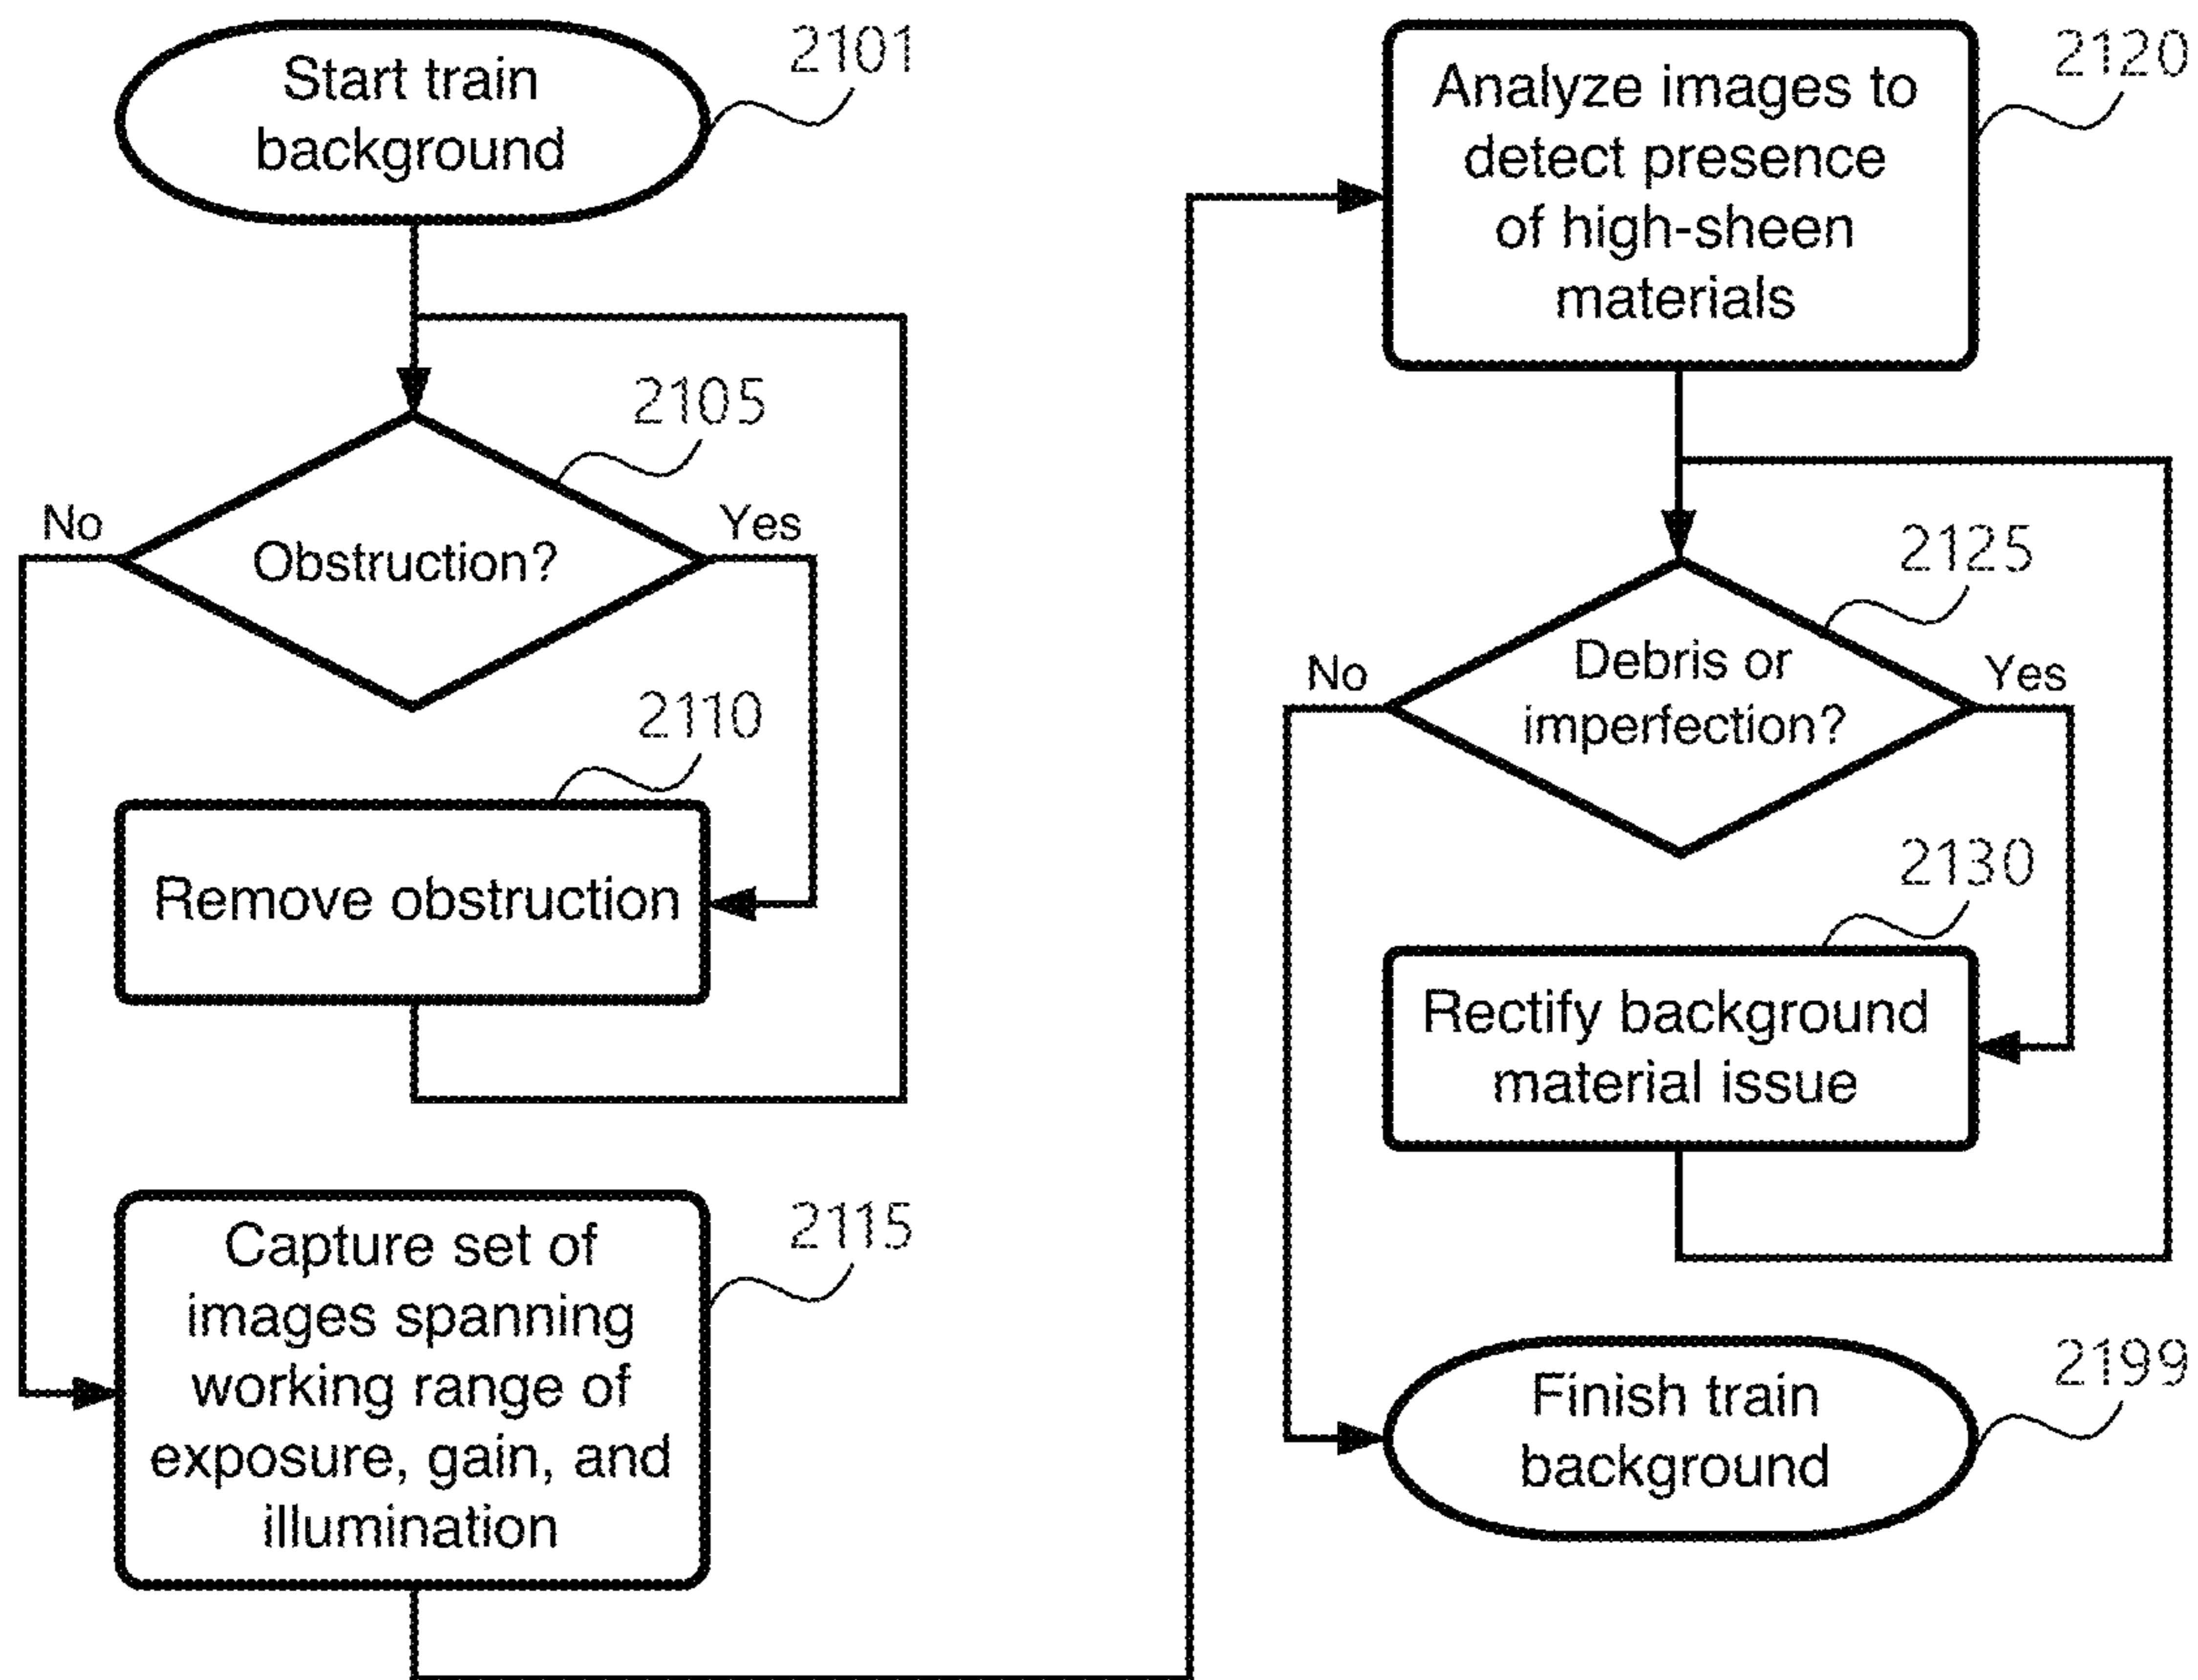 Start train
background
2101
2105
No
Obstruction?
Yes
2110
Remove obstruction
Capture set of
images spanning
working range of
exposure, gain, and
illumination
2115
Analyze images to
detect presence
of high-sheen
materials
2120
2125
No
Debris or
imperfection?
Yes
2130
Rectify background
material issue
Finish train
background
2199